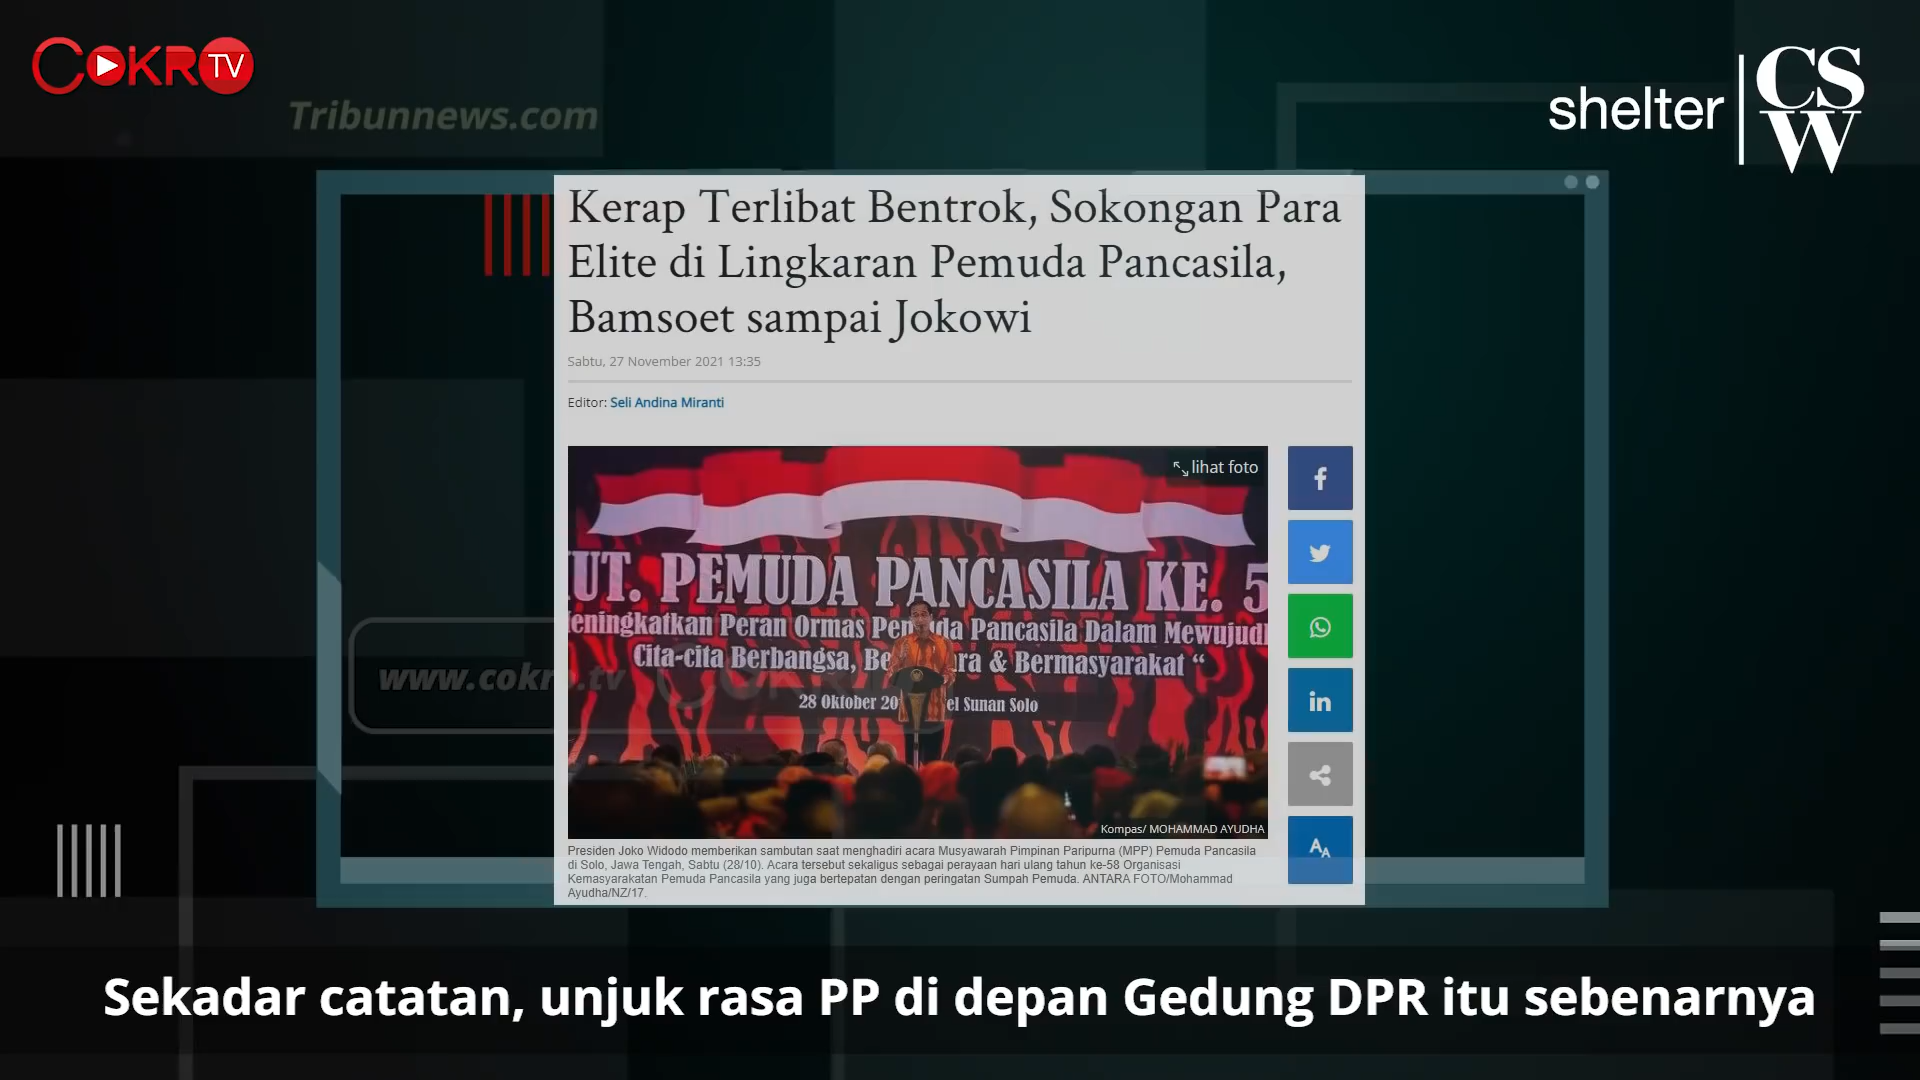 COKRO TV
Tribunnews.com
shelter
CSW
Kerap Terlibat Bentrok, Sokongan Para
Elite di Lingkaran Pemuda Pancasila,
Bamsoet sampai Jokowi
Sabtu, 27 November 2021 13:35
Editor: Seli Andina Miranti
lihat foto
UT. PEMUDA PANCASILA KE. 5
eningkatkan Peran Ormas Pem da Pancasila Dalam Mewujud
Cita-cita Berbangsa, Be ra & Bermasyarakat "
28 Oktober 20 el Sunan Solo
www.cokro.tv
Kompas/ MOHAMMAD AYUDHA
Presiden Joko Widodo memberikan sambutan saat menghadiri acara Musyawarah Pimpinan Paripurna (MPP) Pemuda Pancasila
di Solo, Jawa Tengah, Sabtu (28/10). Acara tersebut sekaligus sebagai perayaan hari ulang tahun ke-58 Organisasi
Kemasyarakatan Pemuda Pancasila yang juga bertepatan dengan peringatan Sumpah Pemuda. ANTARA FOTO/Mohammad
Ayudha/NZ/17.
Sekadar catatan, unjuk rasa PP di depan Gedung DPR itu sebenarnya